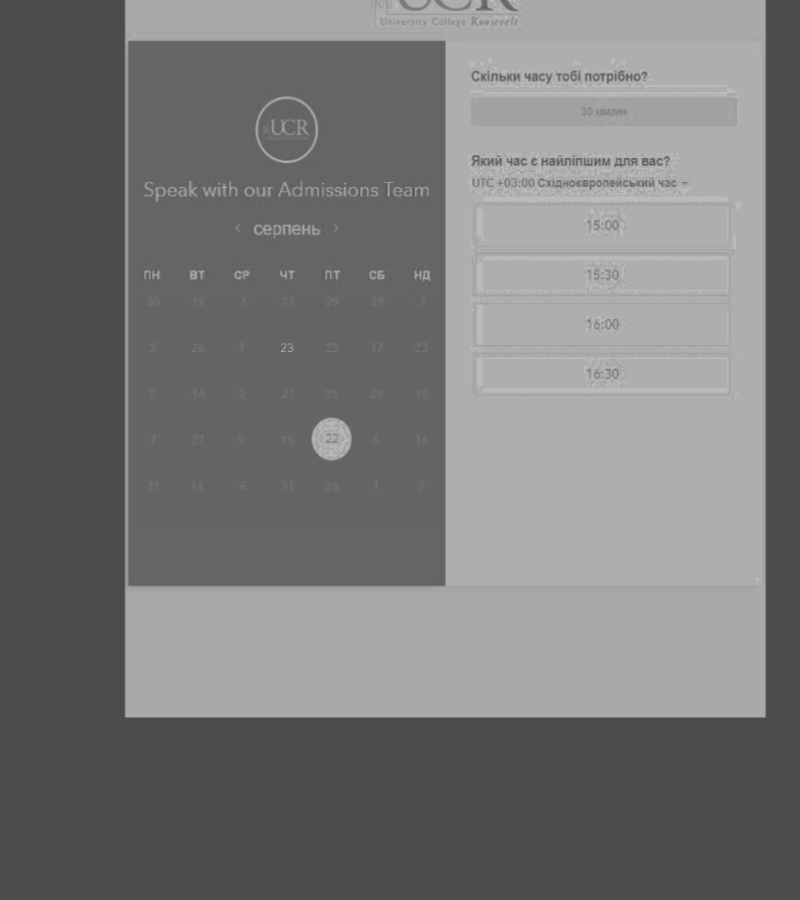 UCR
University College Roosevelt
UCR
Speak with our Admissions Team
‹ серпень ›
ПН ВТ СР ЧТ ПТ СБ НД
30 19 7 27 29 29 7
2 26 1 23 23 17 23
2 14 2 21 25 26 15
7 27 5 15 22 5 16
31 16 6 31 26 1 2
Скільки часу тобі потрібно?
30 хвилин
Який час є найліпшим для вас?
UTC +03:00 Східноєвропейський час
15:00
15:30
16:00
16:30